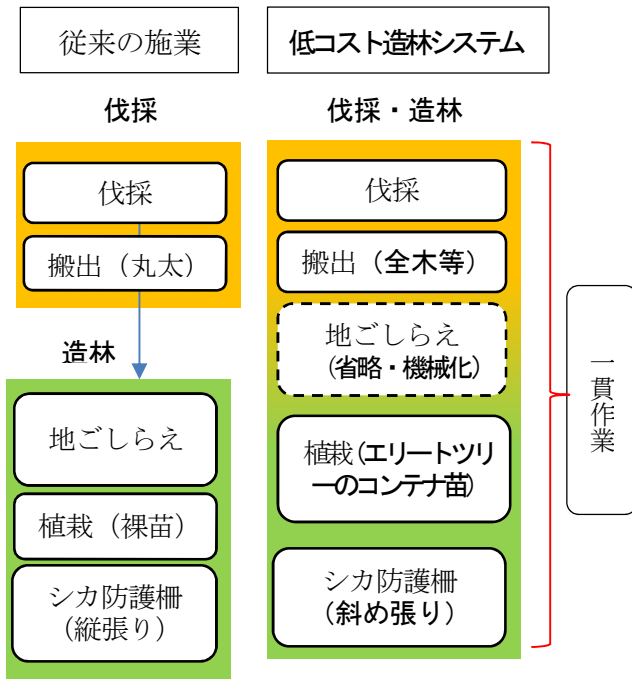 従来の施業
伐採
伐採
搬出（丸太）
造林
地ごしらえ
植栽（裸苗）
シカ防護柵
（縦張り）
低コスト造林システム
伐採・造林
伐採
搬出（全木等）
地ごしらえ
（省略・機械化）
植栽（エリートツリ
ーのコンテナ苗）
シカ防護柵
（斜め張り）
一貫作業